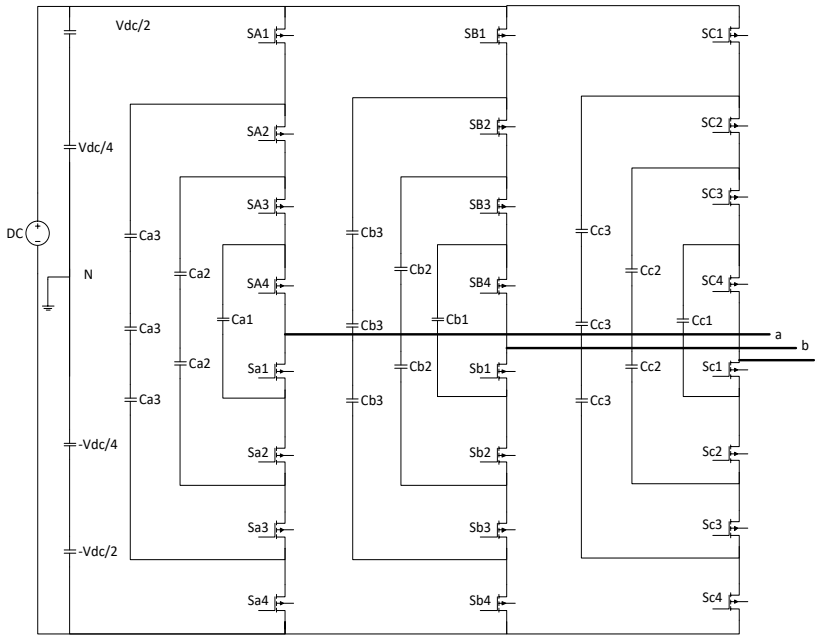 Vdc/2
SA1
SB1
SC1
SA2
SB2
SC2
Vdc/4
SA3
SB3
SC3
DC
Ca3
Cb3
Cc3
N
Ca2
Cb2
Cc2
SA4
SB4
SC4
Ca1
Cb1
Cc1
Ca3
Cb3
Cc3
a
b
Ca2
Cb2
Cc2
Sa1
Sb1
Sc1
Ca3
Cb3
Cc3
-Vdc/4
Sa2
Sb2
Sc2
Sa3
Sb3
Sc3
-Vdc/2
Sa4
Sb4
Sc4